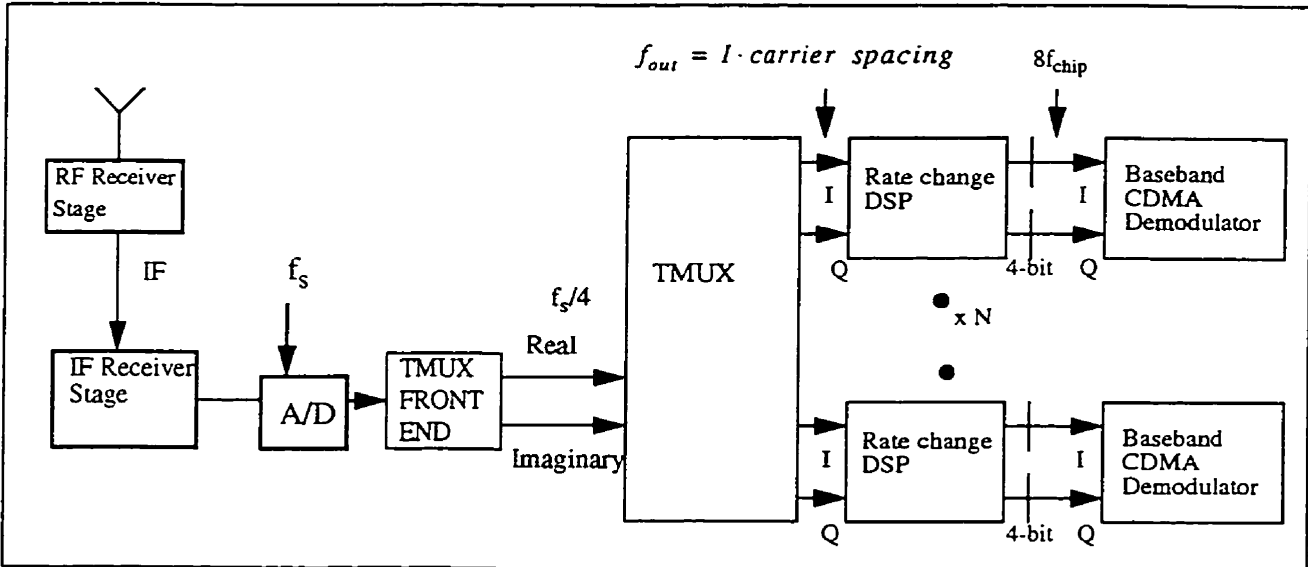 f_out = I · carrier spacing
8f_chip
RF Receiver
Stage
IF
f_s
IF Receiver
Stage
A/D
TMUX
FRONT
END
f_s/4
Real
Imaginary
TMUX
I
Q
Rate change
DSP
4-bit
I
Q
Baseband
CDMA
Demodulator
x N
I
Q
Rate change
DSP
4-bit
I
Q
Baseband
CDMA
Demodulator